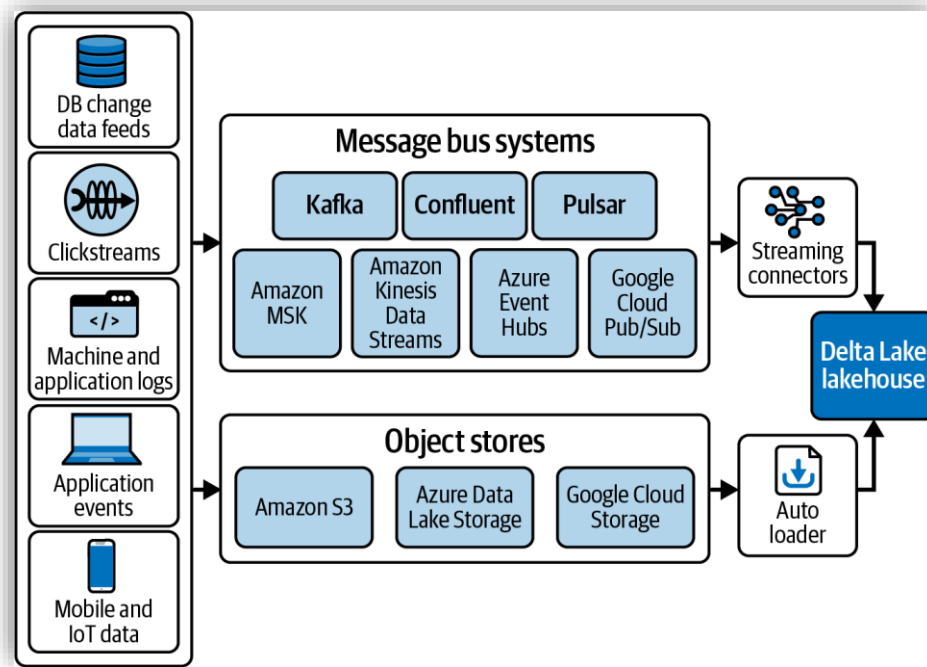 DB change
data feeds
Clickstreams
</>
Machine and
application logs
Application
events
Mobile and
IoT data
Message bus systems
Kafka
Confluent
Pulsar
Amazon
MSK
Amazon
Kinesis
Data
Streams
Azure
Event
Hubs
Google
Cloud
Pub/Sub
Object stores
Amazon S3
Azure Data
Lake Storage
Google Cloud
Storage
Streaming
connectors
Auto
loader
Delta Lake
lakehouse